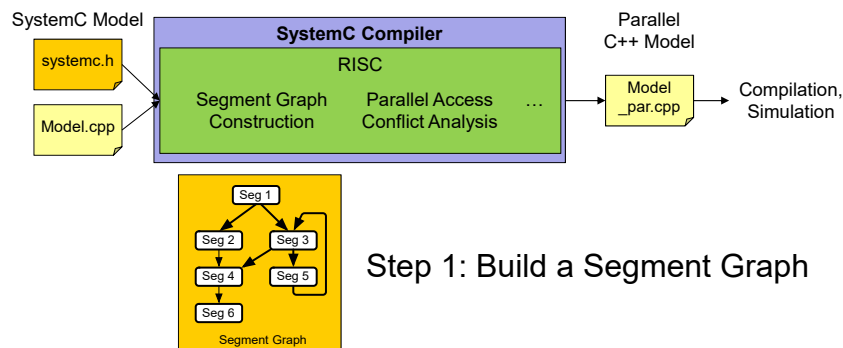 SystemC Model
systemc.h
Model.cpp
SystemC Compiler
RISC
Segment Graph
Construction
Parallel Access
Conflict Analysis
…
Parallel
C++ Model
Model
_par.cpp
Compilation,
Simulation
Seg 1
Seg 2
Seg 3
Seg 4
Seg 5
Seg 6
Segment Graph
Step 1: Build a Segment Graph